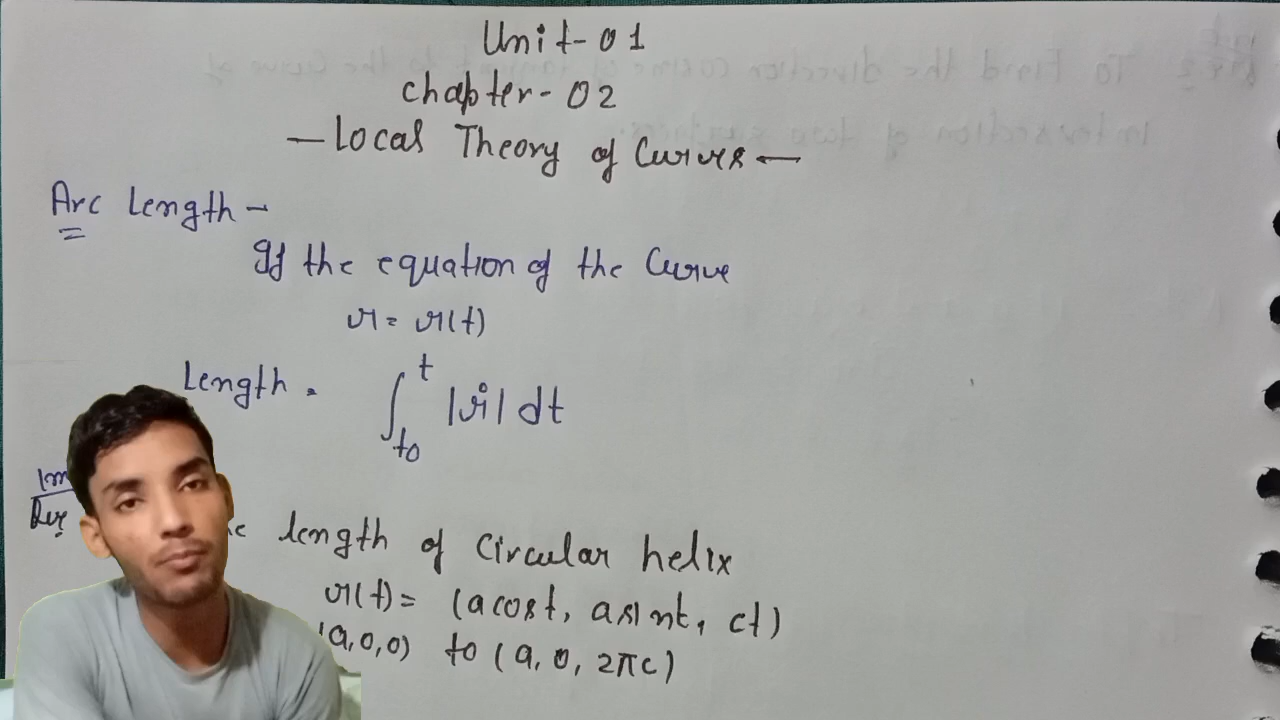 Unit-01
Chapter-02
— Local Theory of Curves —
Arc Length -
If the equation of the Curve
r = r(t)
Length = ∫_{t0}^{t} |ṙ| dt
length of Circular helix
r(t) = (a cost, a sint, ct)
(a,0,0) to (a, 0, 2πc)